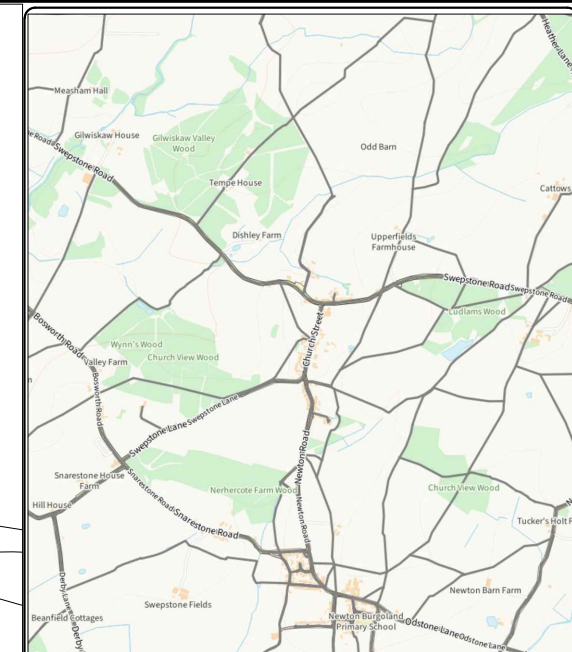 Heather Lane
Measham Hall
Gilwiskaw House
Gilwiskaw Valley
Wood
Odd Barn
Swepstone Road
Tempe House
Cattows
Dishley Farm
Upperfields
Farmhouse
Swepstone Road
Swepstone Road
Ludlams Wood
Bosworth Road
Church Street
Wynn's Wood
Church View Wood
Valley Farm
Bosworth Road
Swepstone Lane
Swepstone Lane
Newton Road
Snarestone House
Farm
Snarestone Road
Nerhercote Farm Wood
Church View Wood
Hill House
Snarestone Road
Newton Road
Tucker's Holt F
Derby Lane
Newton Barn Farm
Swepstone Fields
Beanfield Cottages
Derby
Newton Burgoland
Primary School
Odstone Lane
Odstone Lane